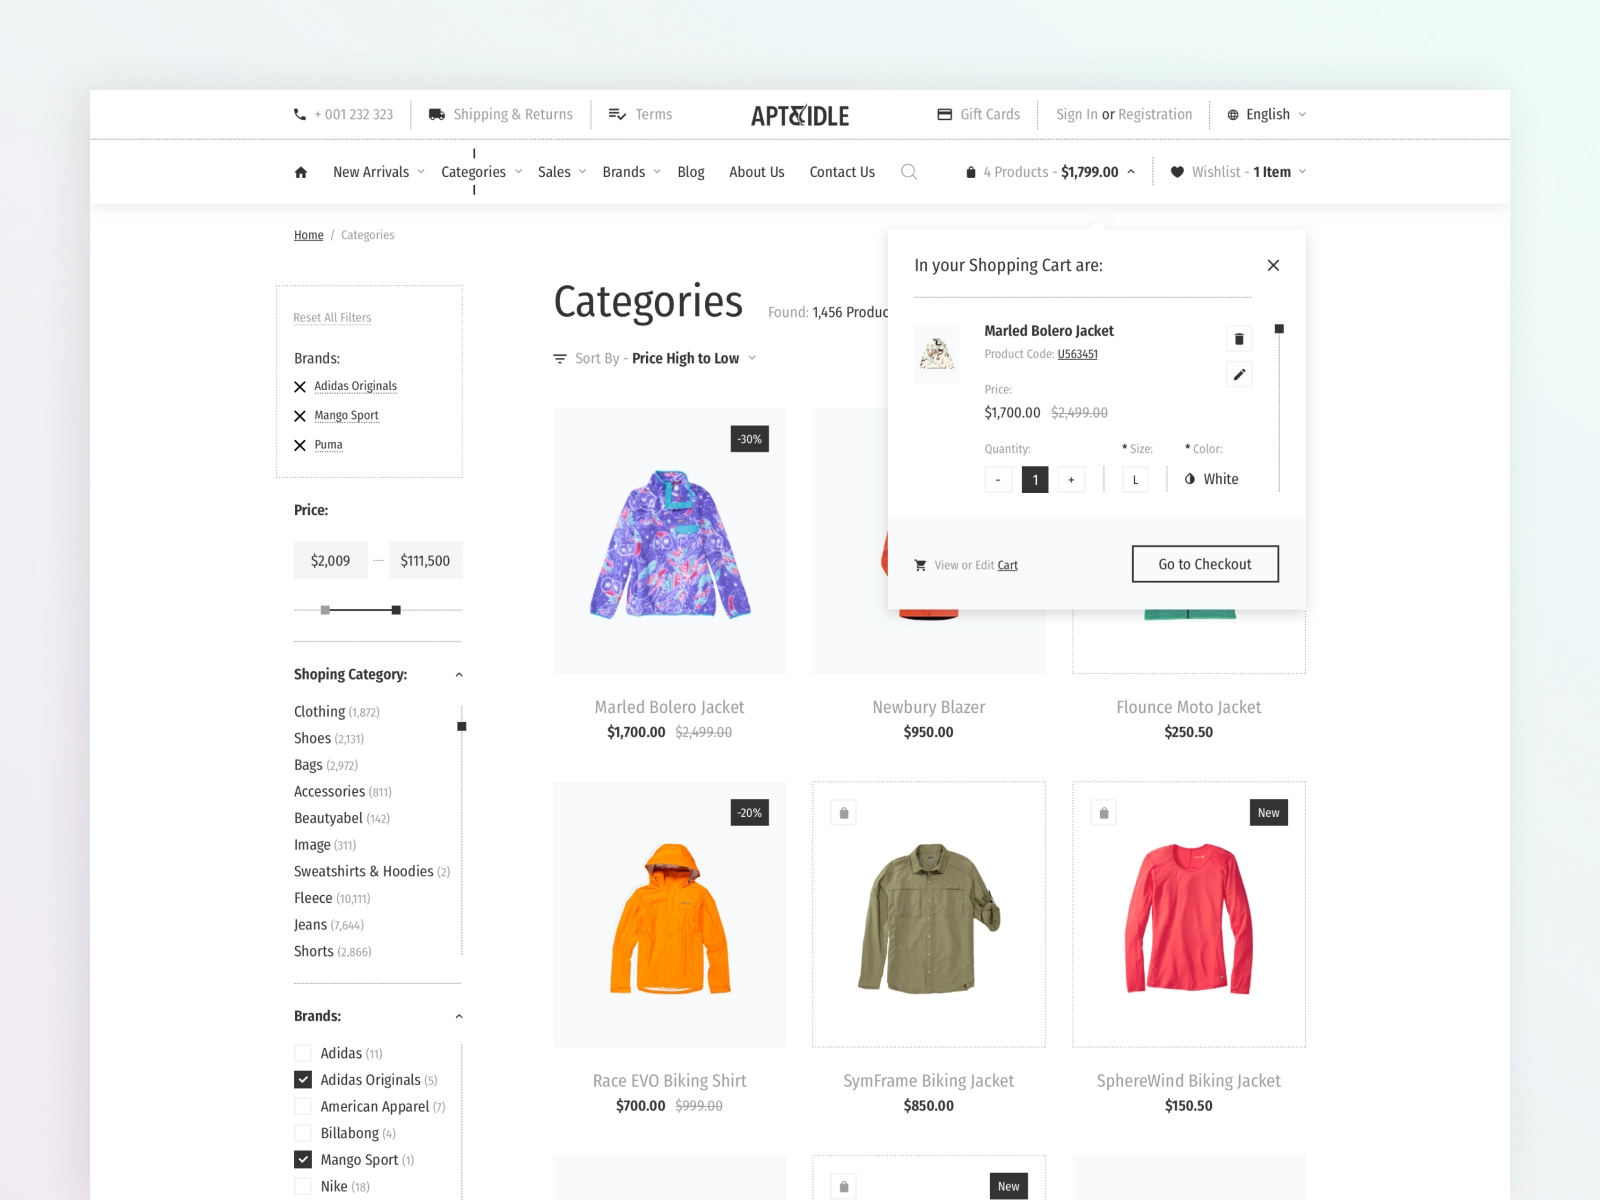 + 001 232 323
Shipping & Returns
Terms
APT&IDLE
Gift Cards
Sign In or Registration
English
New Arrivals
Categories
Sales
Brands
Blog
About Us
Contact Us
4 Products - $1,799.00
Wishlist - 1 Item
Home / Categories
Reset All Filters
Brands:
Adidas Originals
Mango Sport
Puma
Price:
$2,009
$111,500
Shoping Category:
Clothing (1,872)
Shoes (2,131)
Bags (2,972)
Accessories (811)
Beautyabel (142)
Image (311)
Sweatshirts & Hoodies (2)
Fleece (10,111)
Jeans (7,644)
Shorts (2,866)
Brands:
Adidas (11)
Adidas Originals (5)
American Apparel (7)
Billabong (4)
Mango Sport (1)
Nike (18)
Categories
Found: 1,456 Produc
Sort By - Price High to Low
In your Shopping Cart are:
Marled Bolero Jacket
Product Code: U563451
Price:
$1,700.00 $2,499.00
Quantity:
* Size:
* Color:
- 1 +
L
White
View or Edit Cart
Go to Checkout
-30%
Marled Bolero Jacket
$1,700.00 $2,499.00
Newbury Blazer
$950.00
Flounce Moto Jacket
$250.50
-20%
Race EVO Biking Shirt
$700.00 $999.00
SymFrame Biking Jacket
$850.00
New
SphereWind Biking Jacket
$150.50
New